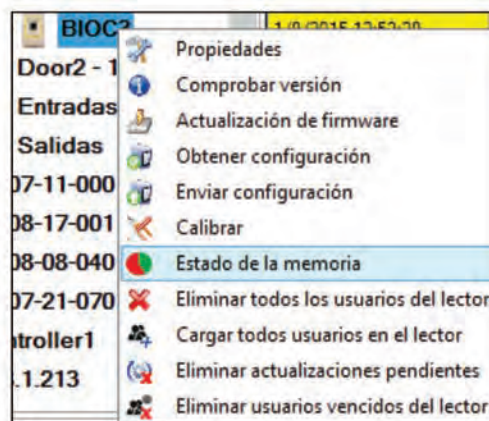 BIOC3
Propiedades
Door2 - 1
Comprobar versión
Entradas
Actualización de firmware
Salidas
Obtener configuración
07-11-000
Enviar configuración
08-17-001
Calibrar
08-08-040
Estado de la memoria
07-21-070
Eliminar todos los usuarios del lector
ntroller1
Cargar todos usuarios en el lector
.1.213
Eliminar actualizaciones pendientes
Eliminar usuarios vencidos del lector